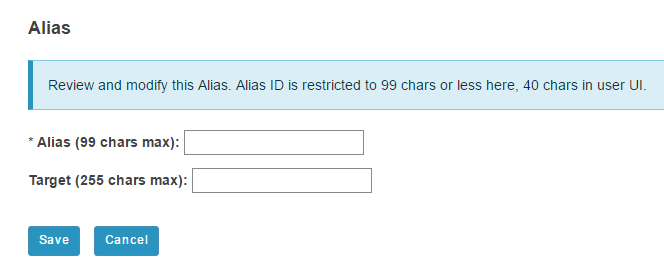 Alias
Review and modify this Alias. Alias ID is restricted to 99 chars or less here, 40 chars in user UI.
* Alias (99 chars max):
Target (255 chars max):
Save Cancel